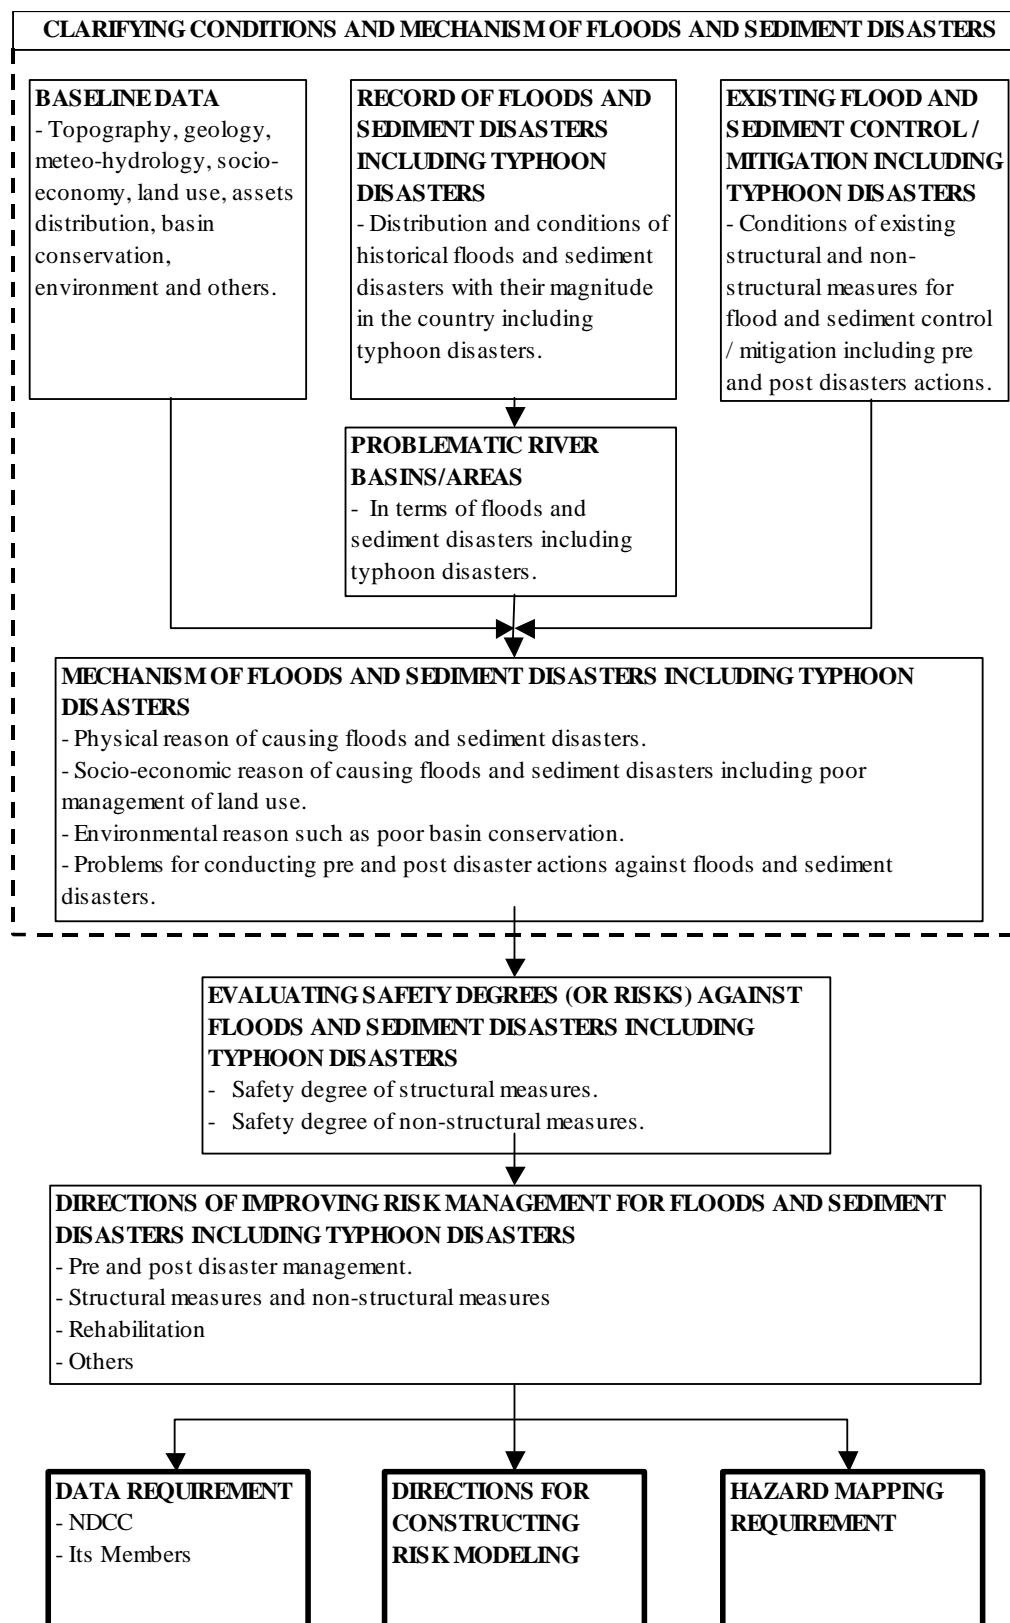 CLARIFYING CONDITIONS AND MECHANISM OF FLOODS AND SEDIMENT DISASTERS
BASELINE DATA
- Topography, geology,
meteo-hydrology, socio-
economy, land use, assets
distribution, basin
conservation,
environment and others.
RECORD OF FLOODS AND
SEDIMENT DISASTERS
INCLUDING TYPHOON
DISASTERS
- Distribution and conditions of
historical floods and sediment
disasters with their magnitude
in the country including
typhoon disasters.
EXISTING FLOOD AND
SEDIMENT CONTROL /
MITIGATION INCLUDING
TYPHOON DISASTERS
- Conditions of existing
structural and non-
structural measures for
flood and sediment control
/ mitigation including pre
and post disasters actions.
PROBLEMATIC RIVER
BASINS/AREAS
- In terms of floods and
sediment disasters including
typhoon disasters.
MECHANISM OF FLOODS AND SEDIMENT DISASTERS INCLUDING TYPHOON
DISASTERS
- Physical reason of causing floods and sediment disasters.
- Socio-economic reason of causing floods and sediment disasters including poor
management of land use.
- Environmental reason such as poor basin conservation.
- Problems for conducting pre and post disaster actions against floods and sediment
disasters.
EVALUATING SAFETY DEGREES (OR RISKS) AGAINST
FLOODS AND SEDIMENT DISASTERS INCLUDING
TYPHOON DISASTERS
- Safety degree of structural measures.
- Safety degree of non-structural measures.
DIRECTIONS OF IMPROVING RISK MANAGEMENT FOR FLOODS AND SEDIMENT
DISASTERS INCLUDING TYPHOON DISASTERS
- Pre and post disaster management.
- Structural measures and non-structural measures
- Rehabilitation
- Others
DATA REQUIREMENT
- NDCC
- Its Members
DIRECTIONS FOR
CONSTRUCTING
RISK MODELING
HAZARD MAPPING
REQUIREMENT